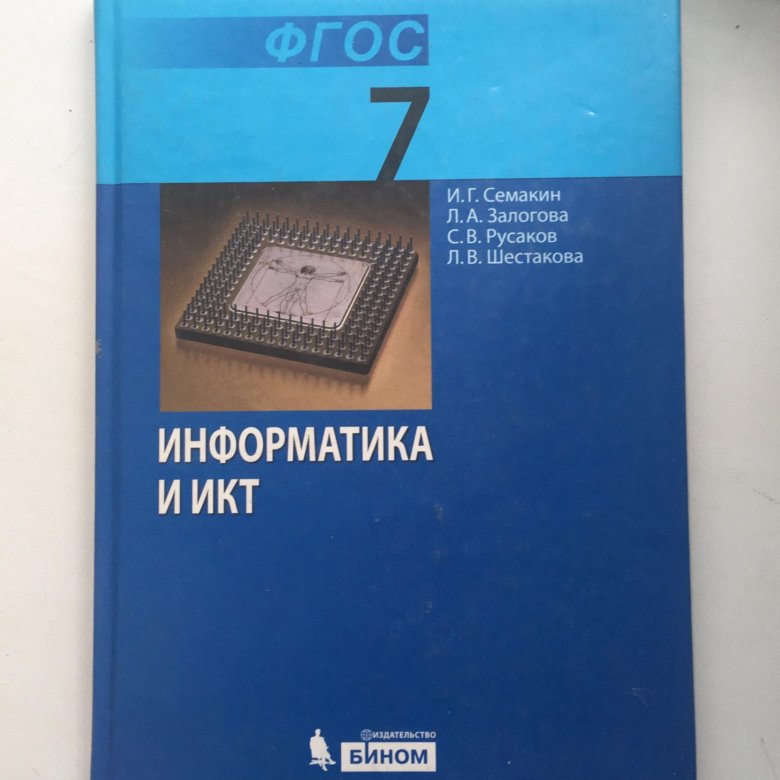 ФГОС
7
И. Г. Семакин
Л. А. Залогова
С. В. Русаков
Л. В. Шестакова
ИНФОРМАТИКА
И ИКТ
ИЗДАТЕЛЬСТВО
БИНОМ